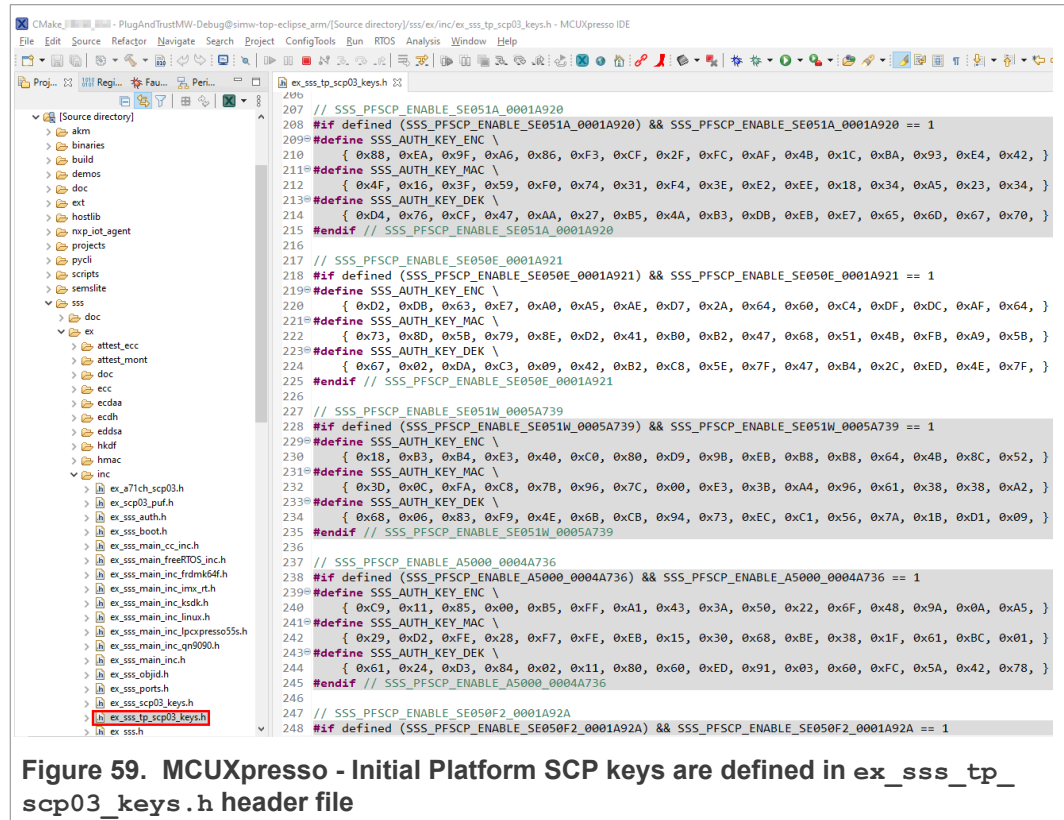 CMake_ - PlugAndTrustMW-Debug@simw-top-eclipse_arm/[Source directory]/sss/ex/inc/ex_sss_tp_scp03_keys.h - MCUXpresso IDE
File Edit Source Refactor Navigate Search Project ConfigTools Run RTOS Analysis Window Help
Proj... Regi... Fau... Peri...
ex_sss_tp_scp03_keys.h
[Source directory]
akm
binaries
build
demos
doc
ext
hostlib
nxp_iot_agent
projects
pycli
scripts
semslite
sss
doc
ex
attest_ecc
attest_mont
doc
ecc
ecdaa
ecdh
eddsa
hkdf
hmac
inc
ex_a71ch_scp03.h
ex_scp03_puf.h
ex_sss_auth.h
ex_sss_boot.h
ex_sss_main_cc_inc.h
ex_sss_main_freeRTOS_inc.h
ex_sss_main_inc_frdmk64f.h
ex_sss_main_inc_imx_rt.h
ex_sss_main_inc_ksdk.h
ex_sss_main_inc_linux.h
ex_sss_main_inc_lpcxpresso55s.h
ex_sss_main_inc_qn9090.h
ex_sss_main_inc.h
ex_sss_objid.h
ex_sss_ports.h
ex_sss_scp03_keys.h
ex_sss_tp_scp03_keys.h
ex_sss.h
206
207 // SSS_PFSCP_ENABLE_SE051A_0001A920
208 #if defined (SSS_PFSCP_ENABLE_SE051A_0001A920) && SSS_PFSCP_ENABLE_SE051A_0001A920 == 1
209 #define SSS_AUTH_KEY_ENC \
210 { 0x88, 0xEA, 0x9F, 0xA6, 0x86, 0xF3, 0xCF, 0x2F, 0xFC, 0xAF, 0x4B, 0x1C, 0xBA, 0x93, 0xE4, 0x42, }
211 #define SSS_AUTH_KEY_MAC \
212 { 0x4F, 0x16, 0x3F, 0x59, 0xF0, 0x74, 0x31, 0xF4, 0x3E, 0xE2, 0xEE, 0x18, 0x34, 0xA5, 0x23, 0x34, }
213 #define SSS_AUTH_KEY_DEK \
214 { 0xD4, 0x76, 0xCF, 0x47, 0xAA, 0x27, 0xB5, 0x4A, 0xB3, 0xDB, 0xEB, 0xE7, 0x65, 0x6D, 0x67, 0x70, }
215 #endif // SSS_PFSCP_ENABLE_SE051A_0001A920
216
217 // SSS_PFSCP_ENABLE_SE050E_0001A921
218 #if defined (SSS_PFSCP_ENABLE_SE050E_0001A921) && SSS_PFSCP_ENABLE_SE050E_0001A921 == 1
219 #define SSS_AUTH_KEY_ENC \
220 { 0xD2, 0xDB, 0x63, 0xE7, 0xA0, 0xA5, 0xAE, 0xD7, 0x2A, 0x64, 0x60, 0xC4, 0xDF, 0xDC, 0xAF, 0x64, }
221 #define SSS_AUTH_KEY_MAC \
222 { 0x73, 0x8D, 0x5B, 0x79, 0x8E, 0xD2, 0x41, 0xB0, 0xB2, 0x47, 0x68, 0x51, 0x4B, 0xFB, 0xA9, 0x5B, }
223 #define SSS_AUTH_KEY_DEK \
224 { 0x67, 0x02, 0xDA, 0xC3, 0x09, 0x42, 0xB2, 0xC8, 0x5E, 0x7F, 0x47, 0xB4, 0x2C, 0xED, 0x4E, 0x7F, }
225 #endif // SSS_PFSCP_ENABLE_SE050E_0001A921
226
227 // SSS_PFSCP_ENABLE_SE051W_0005A739
228 #if defined (SSS_PFSCP_ENABLE_SE051W_0005A739) && SSS_PFSCP_ENABLE_SE051W_0005A739 == 1
229 #define SSS_AUTH_KEY_ENC \
230 { 0x18, 0xB3, 0xB4, 0xE3, 0x40, 0xC0, 0x80, 0xD9, 0x9B, 0xEB, 0xB8, 0xB8, 0x64, 0x4B, 0x8C, 0x52, }
231 #define SSS_AUTH_KEY_MAC \
232 { 0x3D, 0x0C, 0xFA, 0xC8, 0x7B, 0x96, 0x7C, 0x00, 0xE3, 0x3B, 0xA4, 0x96, 0x61, 0x38, 0x38, 0xA2, }
233 #define SSS_AUTH_KEY_DEK \
234 { 0x68, 0x06, 0x83, 0xF9, 0x4E, 0x6B, 0xCB, 0x94, 0x73, 0xEC, 0xC1, 0x56, 0x7A, 0x1B, 0xD1, 0x09, }
235 #endif // SSS_PFSCP_ENABLE_SE051W_0005A739
236
237 // SSS_PFSCP_ENABLE_A5000_0004A736
238 #if defined (SSS_PFSCP_ENABLE_A5000_0004A736) && SSS_PFSCP_ENABLE_A5000_0004A736 == 1
239 #define SSS_AUTH_KEY_ENC \
240 { 0xC9, 0x11, 0x85, 0x00, 0xB5, 0xFF, 0xA1, 0x43, 0x3A, 0x50, 0x22, 0x6F, 0x48, 0x9A, 0x0A, 0xA5, }
241 #define SSS_AUTH_KEY_MAC \
242 { 0x29, 0xD2, 0xFE, 0x28, 0xF7, 0xFE, 0xEB, 0x15, 0x30, 0x68, 0xBE, 0x38, 0x1F, 0x61, 0xBC, 0x01, }
243 #define SSS_AUTH_KEY_DEK \
244 { 0x61, 0x24, 0xD3, 0x84, 0x02, 0x11, 0x80, 0x60, 0xED, 0x91, 0x03, 0x60, 0xFC, 0x5A, 0x42, 0x78, }
245 #endif // SSS_PFSCP_ENABLE_A5000_0004A736
246
247 // SSS_PFSCP_ENABLE_SE050F2_0001A92A
248 #if defined (SSS_PFSCP_ENABLE_SE050F2_0001A92A) && SSS_PFSCP_ENABLE_SE050F2_0001A92A == 1
Figure 59. MCUXpresso - Initial Platform SCP keys are defined in ex_sss_tp_
scp03_keys.h header file